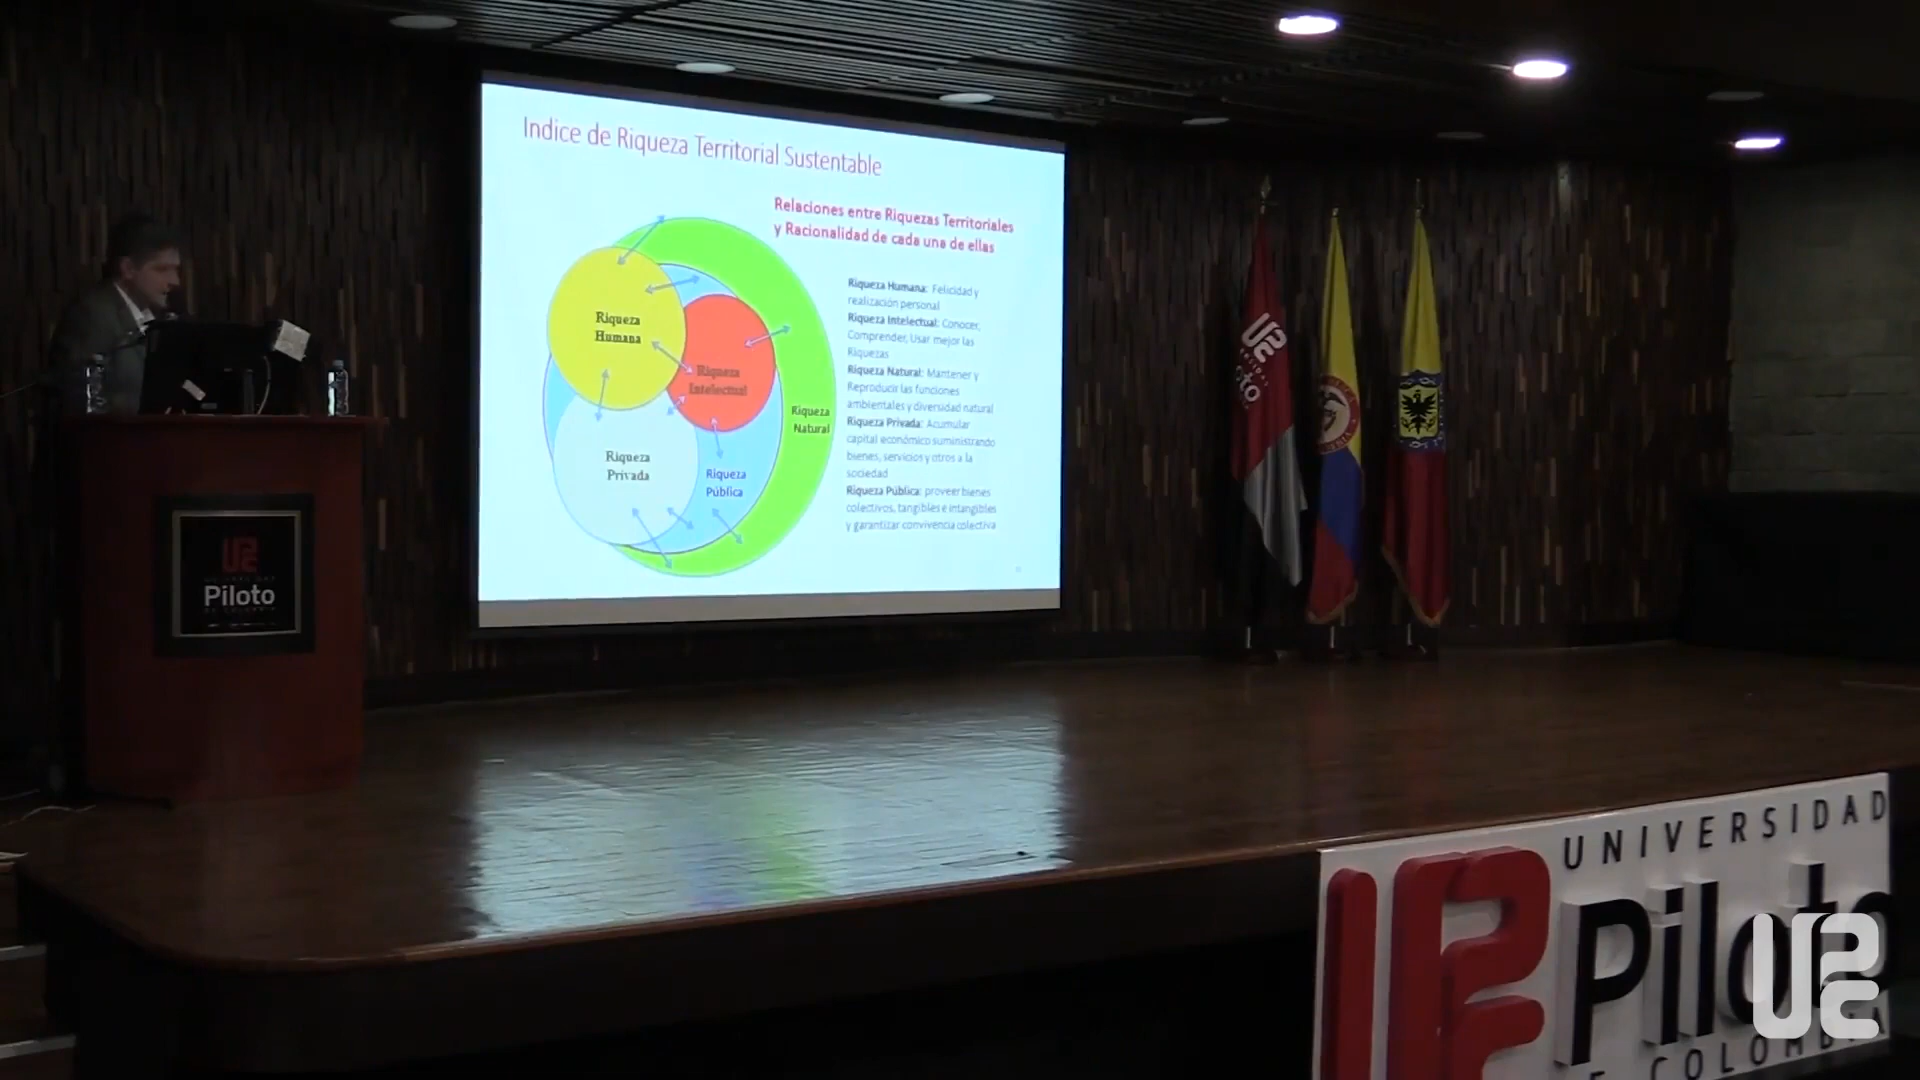 Indice de Riqueza Territorial Sustentable
Relaciones entre Riquezas Territoriales
y Racionalidad de cada una de ellas
Riqueza
Humana
Riqueza
Intelectual
Riqueza
Natural
Riqueza
Privada
Riqueza
Pública
Riqueza Humana: Felicidad y
realización personal
Riqueza Intelectual: Conocer,
Comprender, Usar mejor las
Riquezas
Riqueza Natural: Mantener y
Reproducir las funciones
ambientales y diversidad natural
Riqueza Privada: Acumular
capital económico suministrando
bienes, servicios y otros a la
sociedad
Riqueza Pública: proveer bienes
colectivos, tangibles e intangibles
y garantizar convivencia colectiva
Piloto
UNIVERSIDAD
Piloto
COLOMBIA